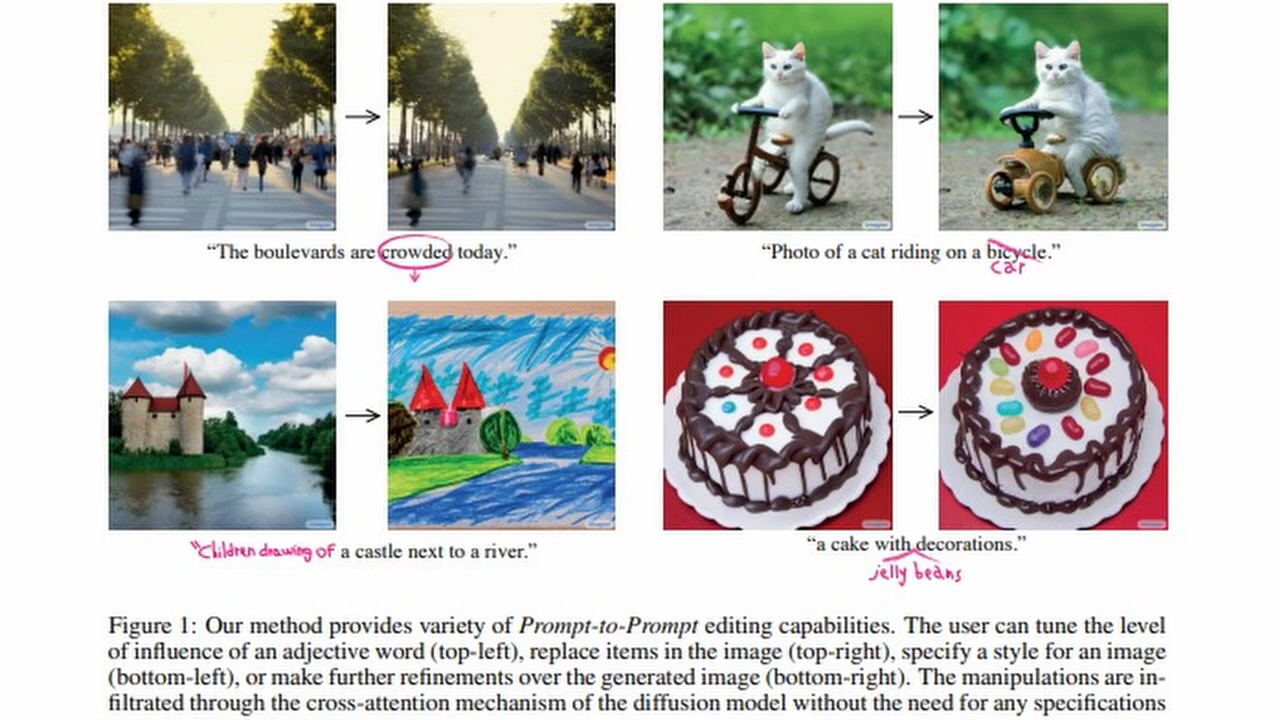 “The boulevards are crowded today.”
“Photo of a cat riding on a bicycle.”
car
“Children drawing of a castle next to a river.”
“a cake with decorations.”
jelly beans
Figure 1: Our method provides variety of Prompt-to-Prompt editing capabilities. The user can tune the level
of influence of an adjective word (top-left), replace items in the image (top-right), specify a style for an image
(bottom-left), or make further refinements over the generated image (bottom-right). The manipulations are in-
filtrated through the cross-attention mechanism of the diffusion model without the need for any specifications